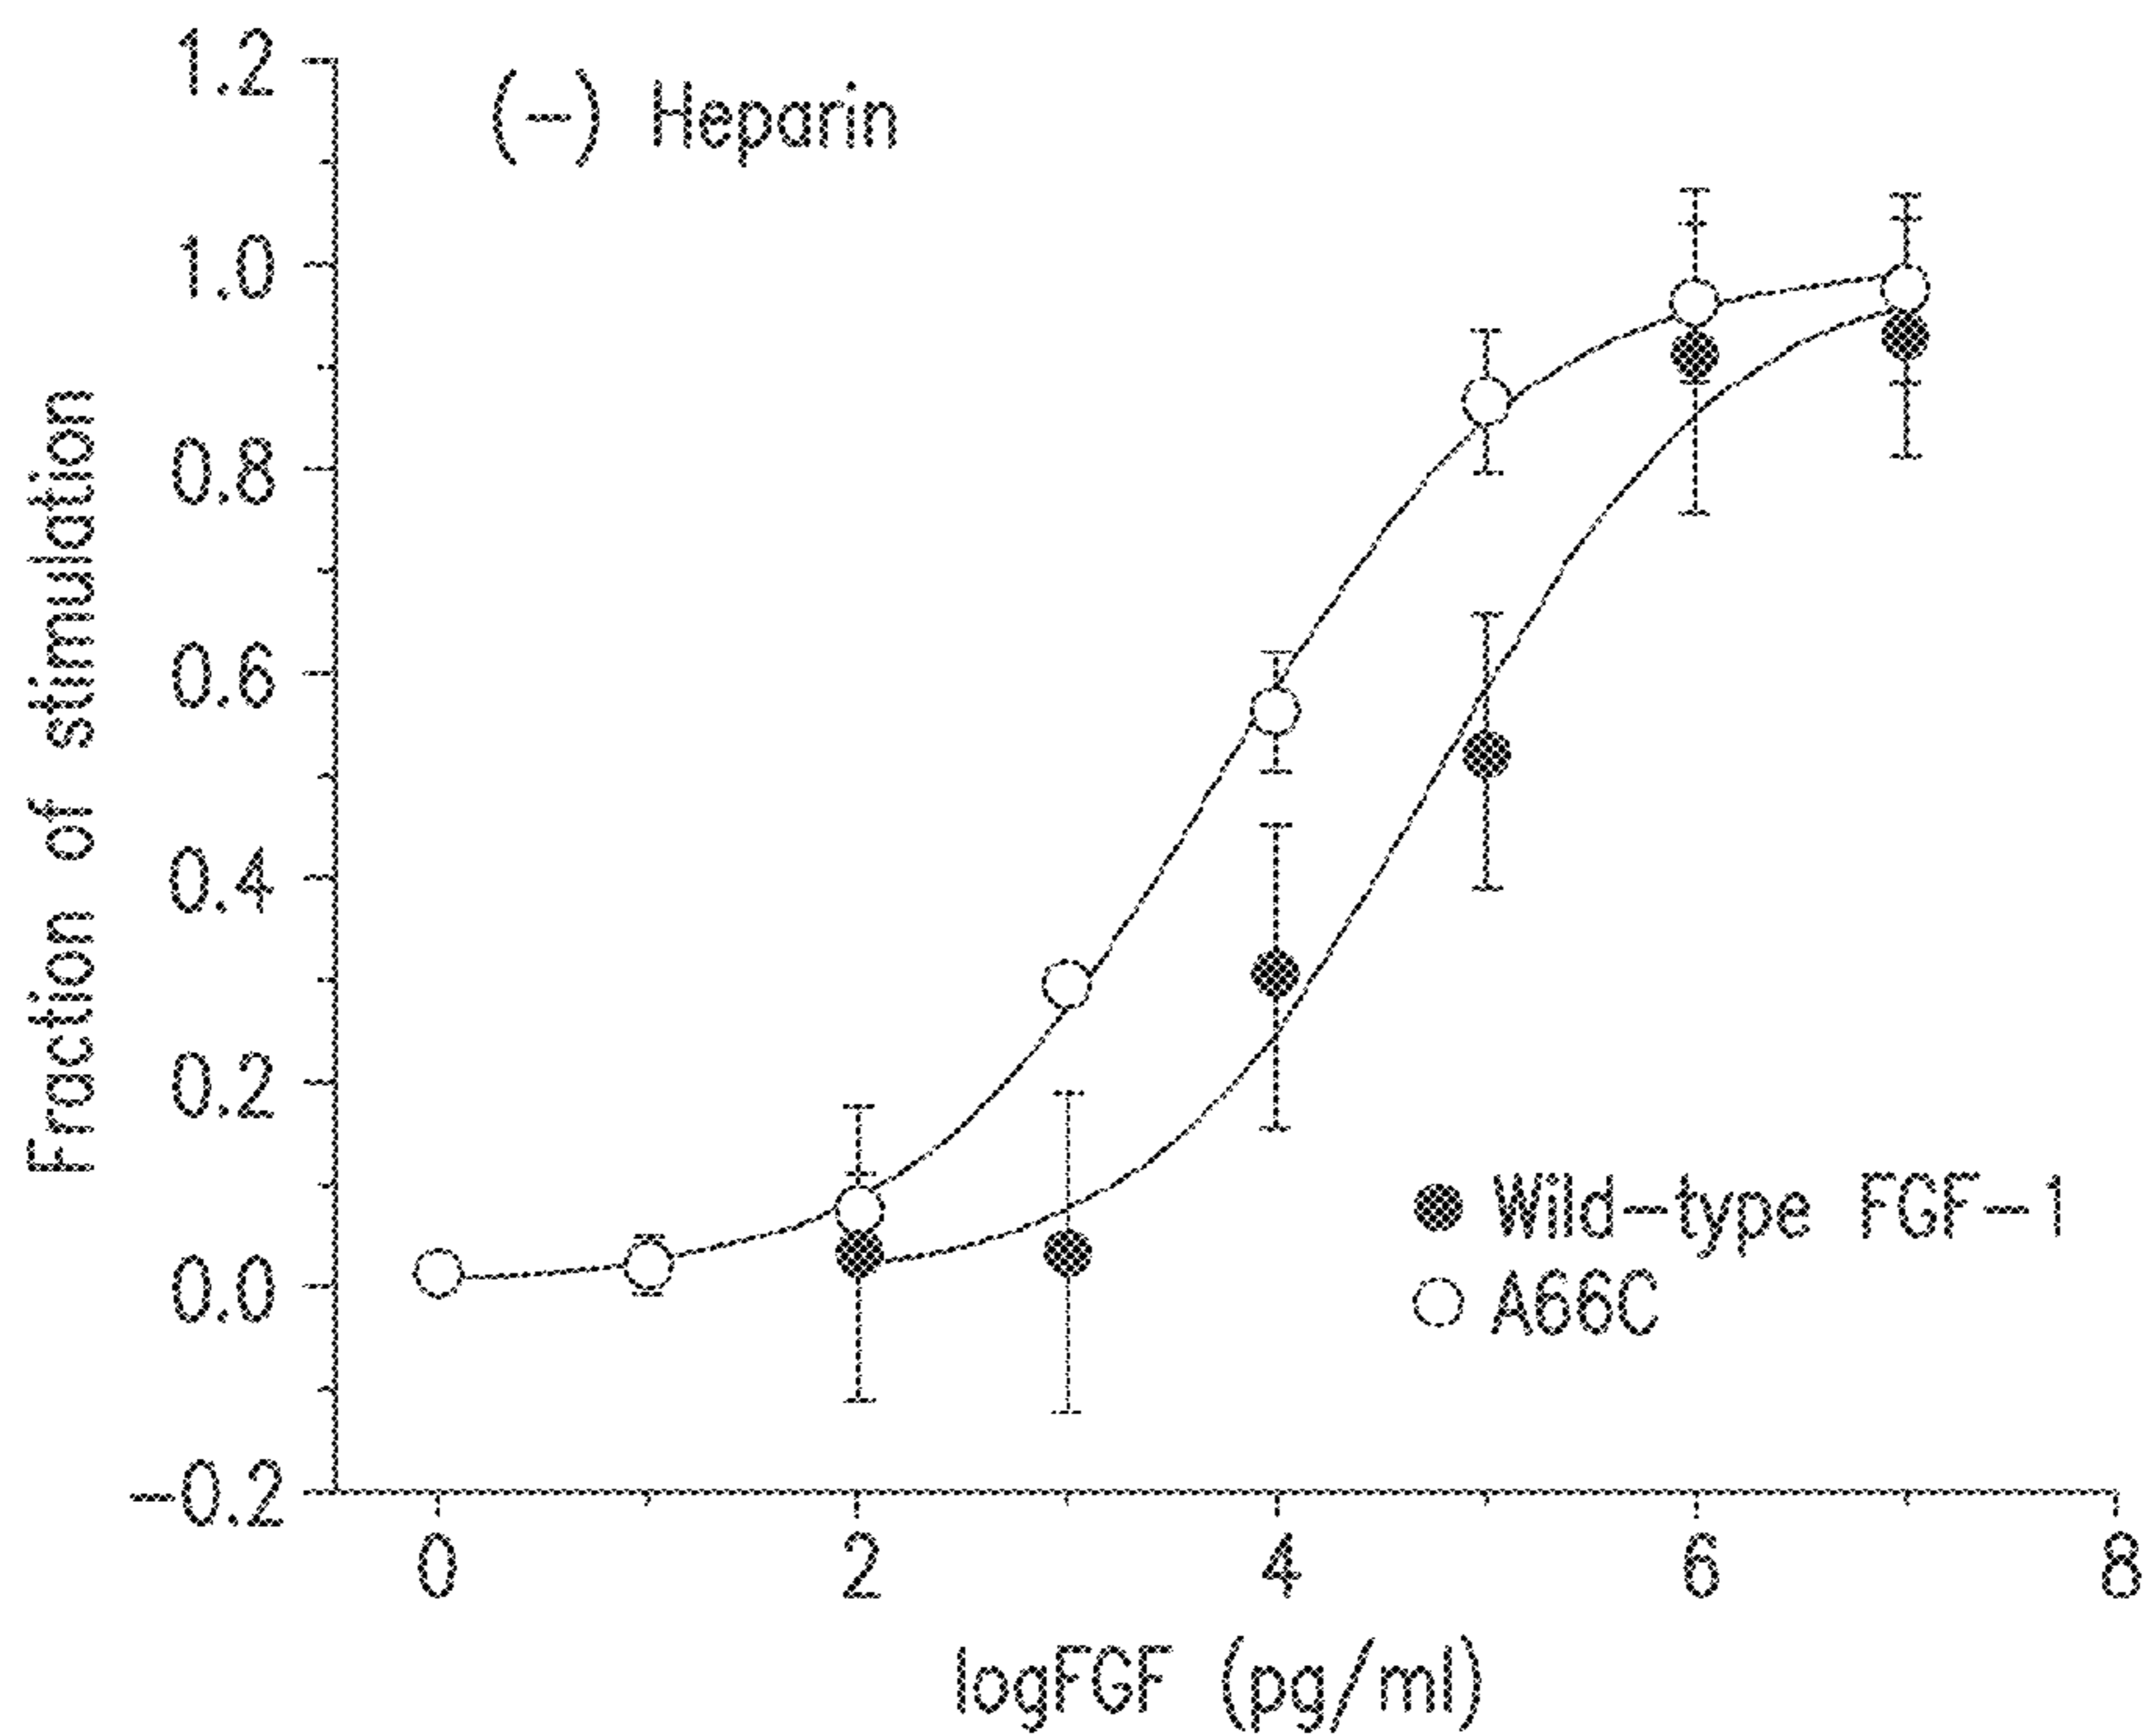 (-) Heparin
1.2
1.0
0.8
0.6
0.4
0.2
0.0
-0.2
Fraction of stimulation
Wild-type FGF-1
A66C
0 2 4 6 8
logFGF (pg/ml)